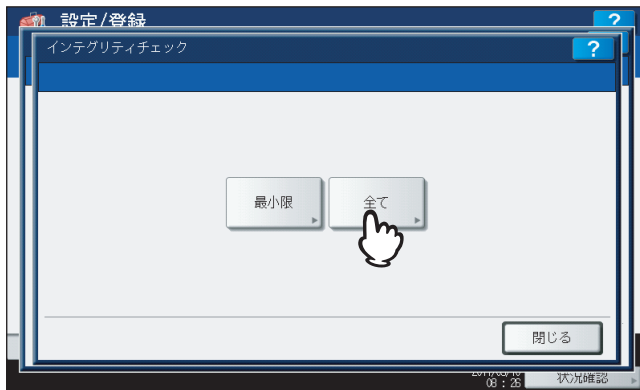 設定/登録
?
インテグリティチェック
?
最小限
全て
閉じる
08:26
状況確認